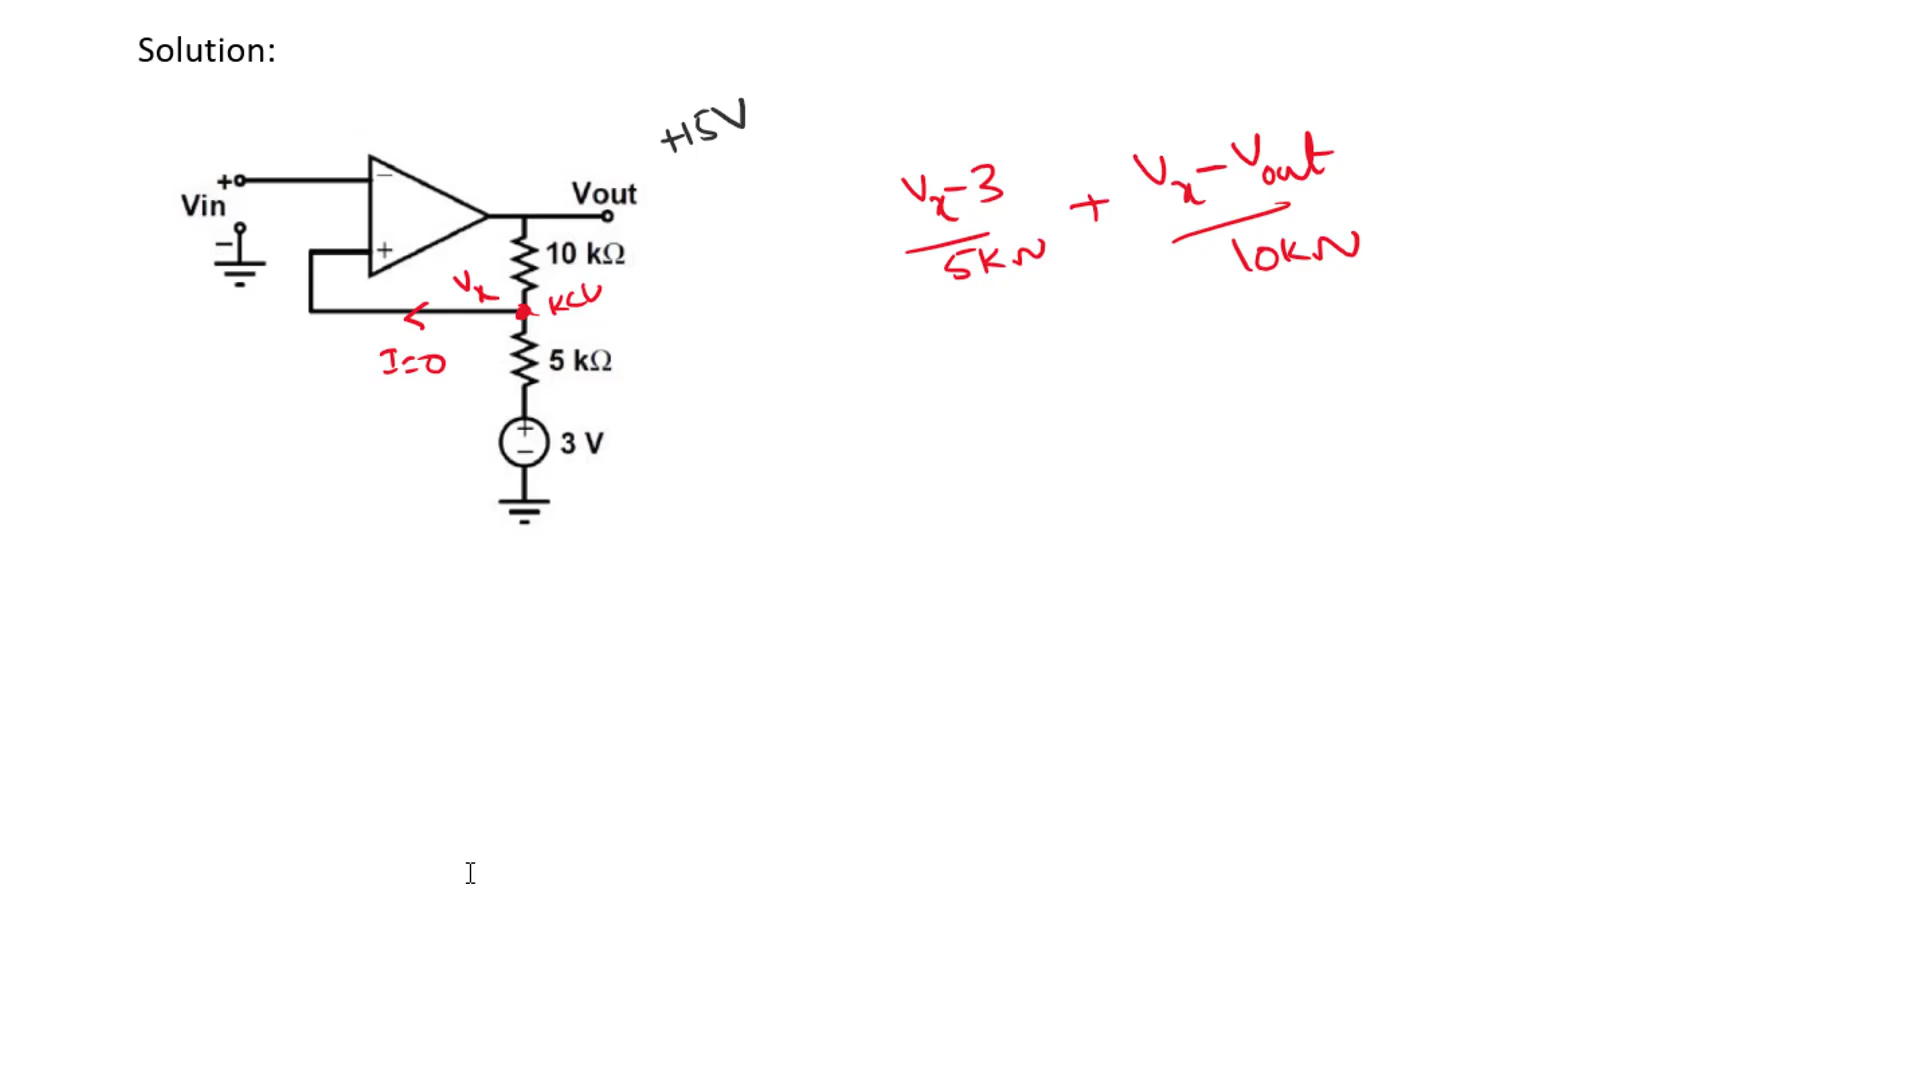 Solution:
+15V
Vin
+
−
−
+
Vout
10 kΩ
Vx
KCL
I=0
5 kΩ
+
−
3 V
Vx-3
5KΩ
+
Vx-Vout
10KΩ